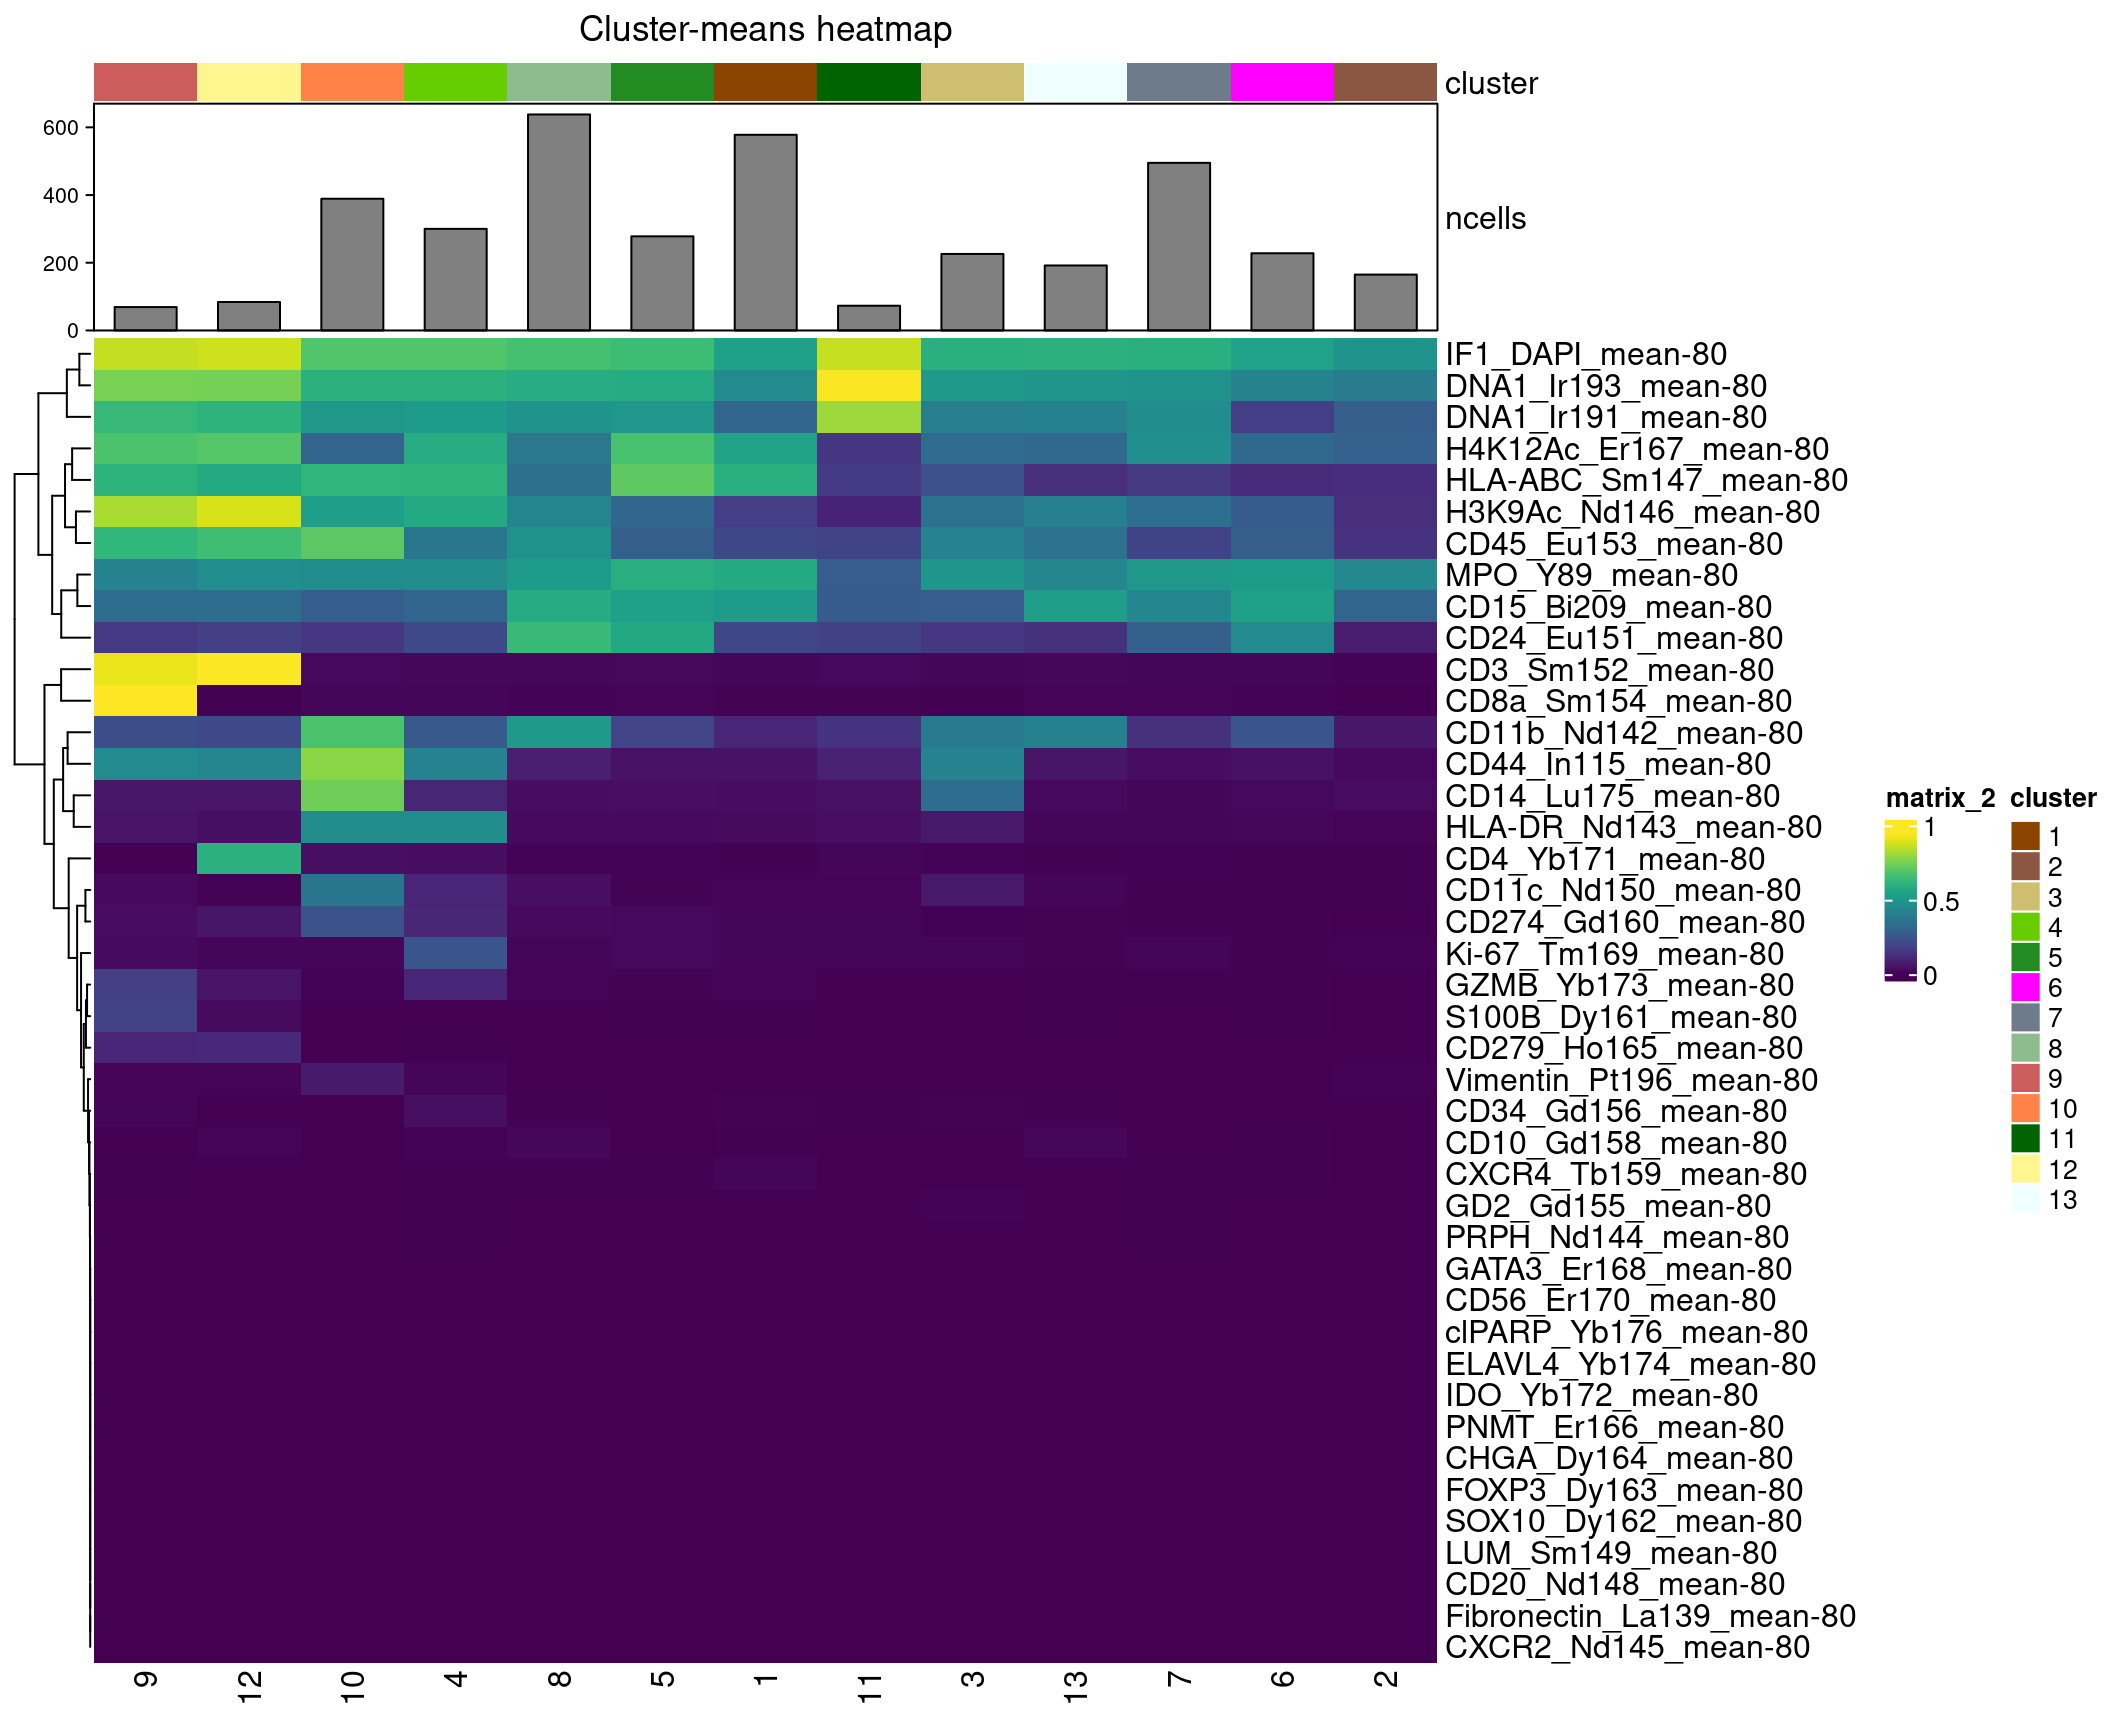 Cluster-means heatmap
cluster
600
400
200
0
ncells
IF1_DAPI_mean-80
DNA1_Ir193_mean-80
DNA1_Ir191_mean-80
H4K12Ac_Er167_mean-80
HLA-ABC_Sm147_mean-80
H3K9Ac_Nd146_mean-80
CD45_Eu153_mean-80
MPO_Y89_mean-80
CD15_Bi209_mean-80
CD24_Eu151_mean-80
CD3_Sm152_mean-80
CD8a_Sm154_mean-80
CD11b_Nd142_mean-80
CD44_In115_mean-80
CD14_Lu175_mean-80
HLA-DR_Nd143_mean-80
CD4_Yb171_mean-80
CD11c_Nd150_mean-80
CD274_Gd160_mean-80
Ki-67_Tm169_mean-80
GZMB_Yb173_mean-80
S100B_Dy161_mean-80
CD279_Ho165_mean-80
Vimentin_Pt196_mean-80
CD34_Gd156_mean-80
CD10_Gd158_mean-80
CXCR4_Tb159_mean-80
GD2_Gd155_mean-80
PRPH_Nd144_mean-80
GATA3_Er168_mean-80
CD56_Er170_mean-80
clPARP_Yb176_mean-80
ELAVL4_Yb174_mean-80
IDO_Yb172_mean-80
PNMT_Er166_mean-80
CHGA_Dy164_mean-80
FOXP3_Dy163_mean-80
SOX10_Dy162_mean-80
LUM_Sm149_mean-80
CD20_Nd148_mean-80
Fibronectin_La139_mean-80
CXCR2_Nd145_mean-80
9 12 10 4 8 5 1 11 3 13 7 6 2
matrix_2
1
0.5
0
cluster
1
2
3
4
5
6
7
8
9
10
11
12
13